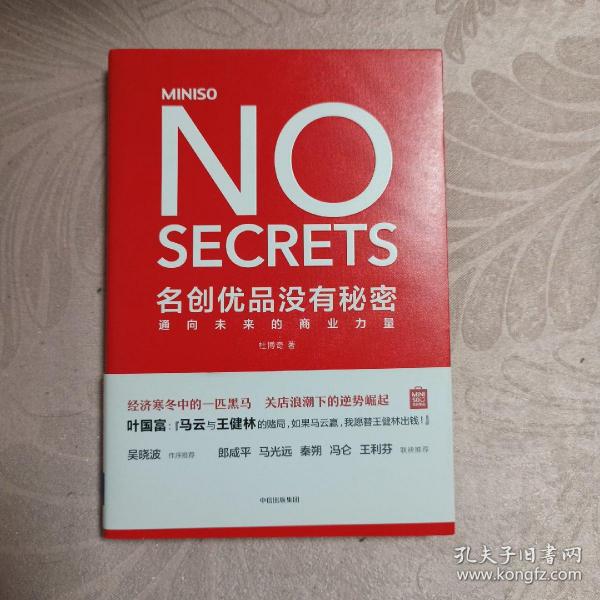 MINISO
NO
SECRETS
名创优品没有秘密
通向未来的商业力量
杜博奇 著
经济寒冬中的一匹黑马 关店浪潮下的逆势崛起
叶国富:『马云与王健林的赌局,如果马云赢,我愿替王健林出钱!』
吴晓波 作序推荐 郎咸平 马光远 秦朔 冯仑 王利芬 联袂推荐
MINI
SO
中信出版集团
孔夫子旧书网
www.kongfz.com